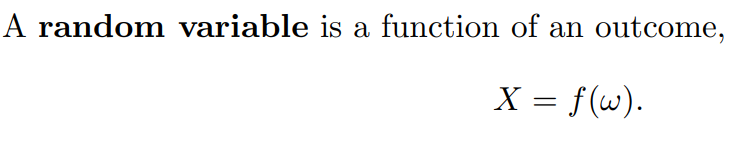 A random variable is a function of an outcome,
X = f(ω).